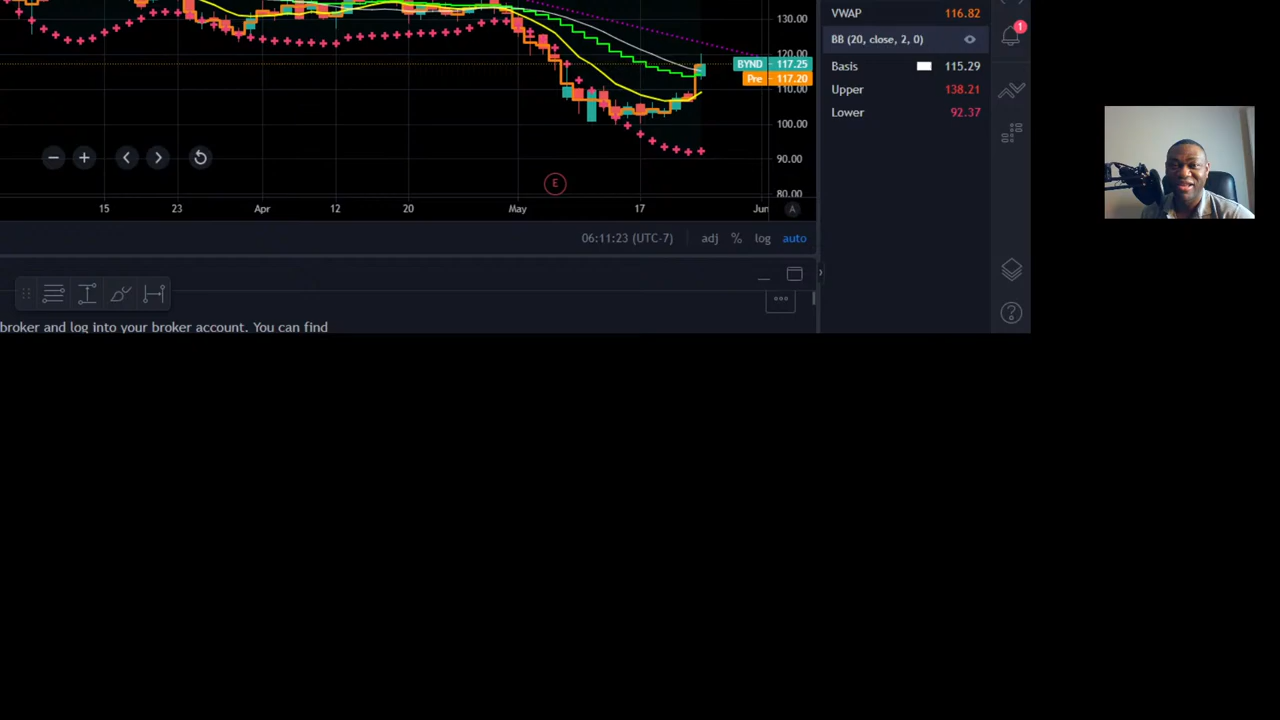 130.00
VWAP 116.82
1
BB (20, close, 2, 0)
120.00
BYND 117.25
Basis 115.29
Pre 117.20
110.00
Upper 138.21
Lower 92.37
100.00
90.00
E
80.00
15 23 Apr 12 20 May 17 Jun A
06:11:23 (UTC-7) adj % log auto
broker and log into your broker account. You can find